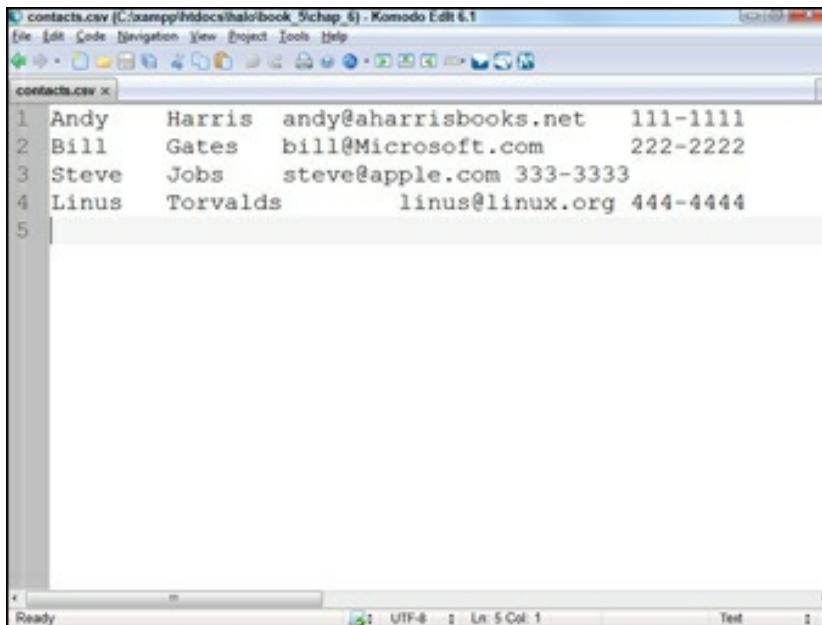 contacts.csv (C:\xampp\htdocs\halo\book_5\chap_6) - Komodo Edit 6.1
File Edit Code Navigation View Project Tools Help
contacts.csv ×
1 Andy Harris andy@aharrisbooks.net 111-1111
2 Bill Gates bill@Microsoft.com 222-2222
3 Steve Jobs steve@apple.com 333-3333
4 Linus Torvalds linus@linux.org 444-4444
5
Ready UTF-8 Ln: 5 Col: 1 Text